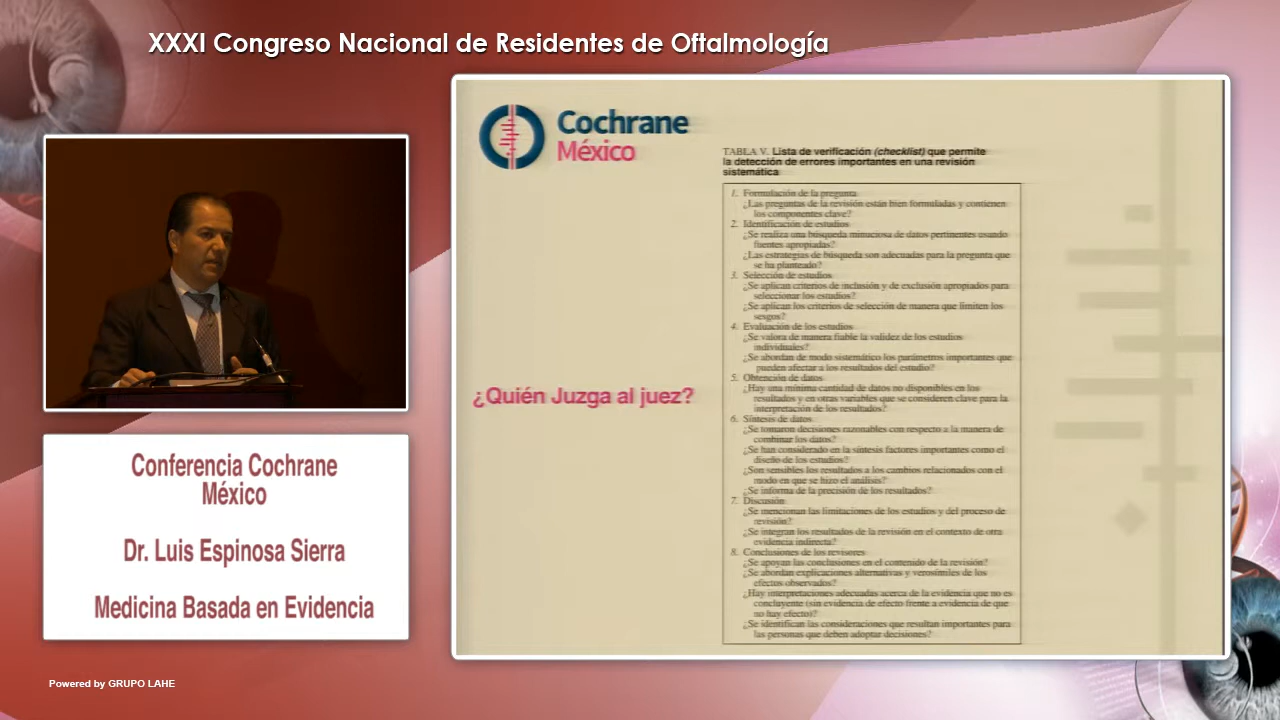 XXXI Congreso Nacional de Residentes de Oftalmología
Cochrane
México
TABLA V. Lista de verificación (checklist) que permite
la detección de errores importantes en una revisión
sistemática
1. Formulación de la pregunta
¿Las preguntas de la revisión están bien formuladas y contienen
los componentes clave?
2. Identificación de estudios
¿Se realiza una búsqueda minuciosa de datos pertinentes usando
fuentes apropiadas?
¿Las estrategias de búsqueda son adecuadas para la pregunta que
se ha planteado?
3. Selección de estudios
¿Se aplican criterios de inclusión y de exclusión apropiados para
seleccionar los estudios?
¿Se aplican los criterios de selección de manera que limiten los
sesgos?
4. Evaluación de los estudios
¿Se valora de manera fiable la validez de los estudios
individuales?
¿Se abordan de modo sistemático los parámetros importantes que
pueden afectar a los resultados del estudio?
5. Obtención de datos
¿Hay una mínima cantidad de datos no disponibles en los
resultados y en otras variables que se consideren clave para la
interpretación de los resultados?
6. Síntesis de datos
¿Se tomaron decisiones razonables con respecto a la manera de
combinar los datos?
¿Se han considerado en la síntesis factores importantes como el
diseño de los estudios?
¿Son sensibles los resultados a los cambios relacionados con el
modo en que se hizo el análisis?
¿Se informa de la precisión de los resultados?
7. Discusión
¿Se mencionan las limitaciones de los estudios y del proceso de
revisión?
¿Se integran los resultados de la revisión en el contexto de otra
evidencia indirecta?
8. Conclusiones de los revisores
¿Se apoyan las conclusiones en el contenido de la revisión?
¿Se abordan explicaciones alternativas y verosímiles de los
efectos observados?
¿Hay interpretaciones adecuadas acerca de la evidencia que no es
concluyente (sin evidencia de efecto frente a evidencia de que
no hay efecto)?
¿Se identifican las consideraciones que resultan importantes para
las personas que deben adoptar decisiones?
¿Quién Juzga al juez?
Conferencia Cochrane
México
Dr. Luis Espinosa Sierra
Medicina Basada en Evidencia
Powered by GRUPO LAHE